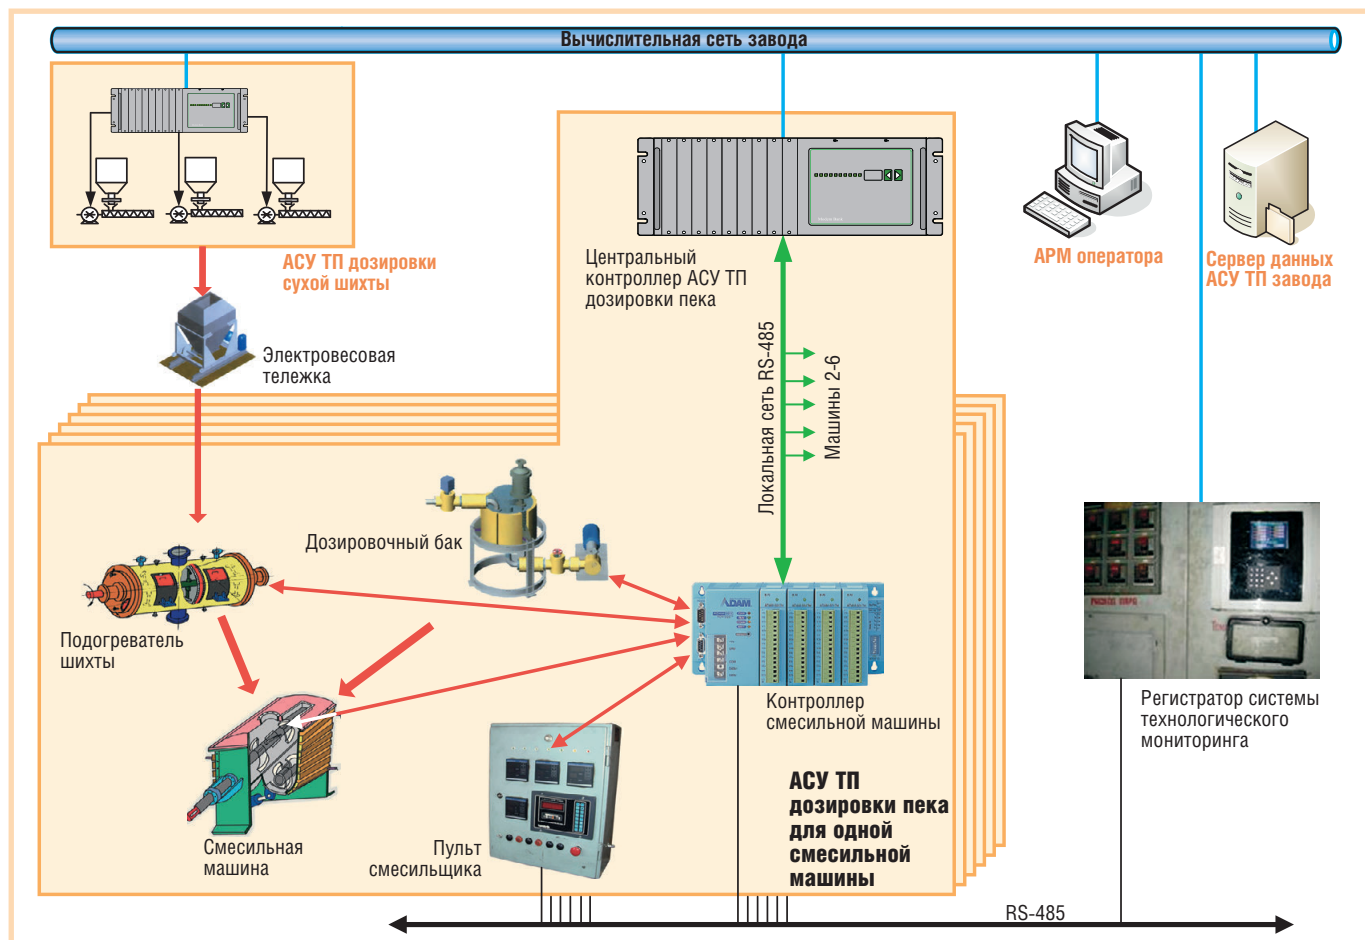 Вычислительная сеть завода
АСУ ТП дозировки
сухой шихты
Центральный
контроллер АСУ ТП
дозировки пека
АРМ оператора
Сервер данных
АСУ ТП завода
Электровесовая
тележка
Локальная сеть RS-485
Машины 2-6
Дозировочный бак
Подогреватель
шихты
ADAM
Контроллер
смесильной машины
Регистратор системы
технологического
мониторинга
АСУ ТП
дозировки пека
для одной
смесильной
машины
Смесильная
машина
Пульт
смесильщика
RS-485